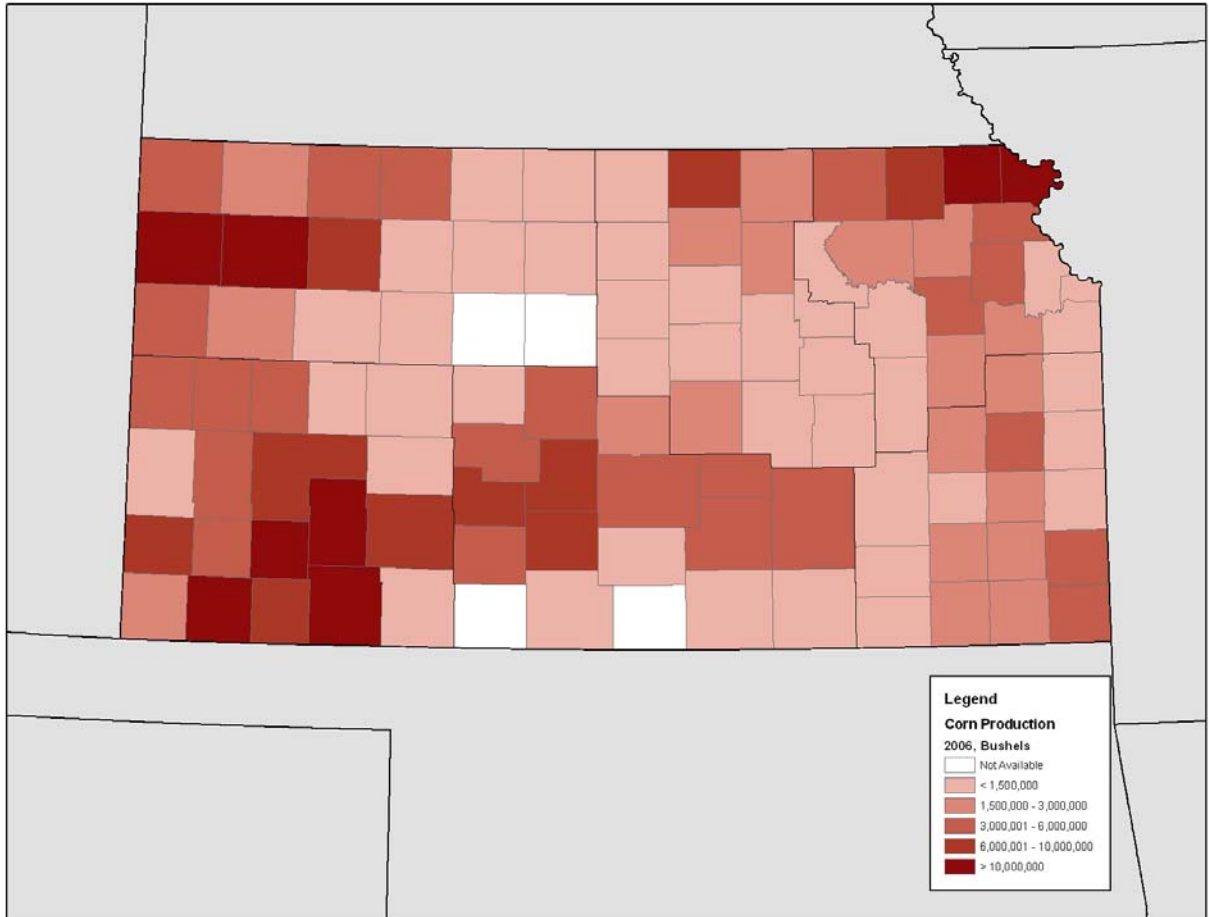 Legend
Corn Production
2006, Bushels
Not Available
< 1,500,000
1,500,000 - 3,000,000
3,000,001 - 6,000,000
6,000,001 - 10,000,000
> 10,000,000